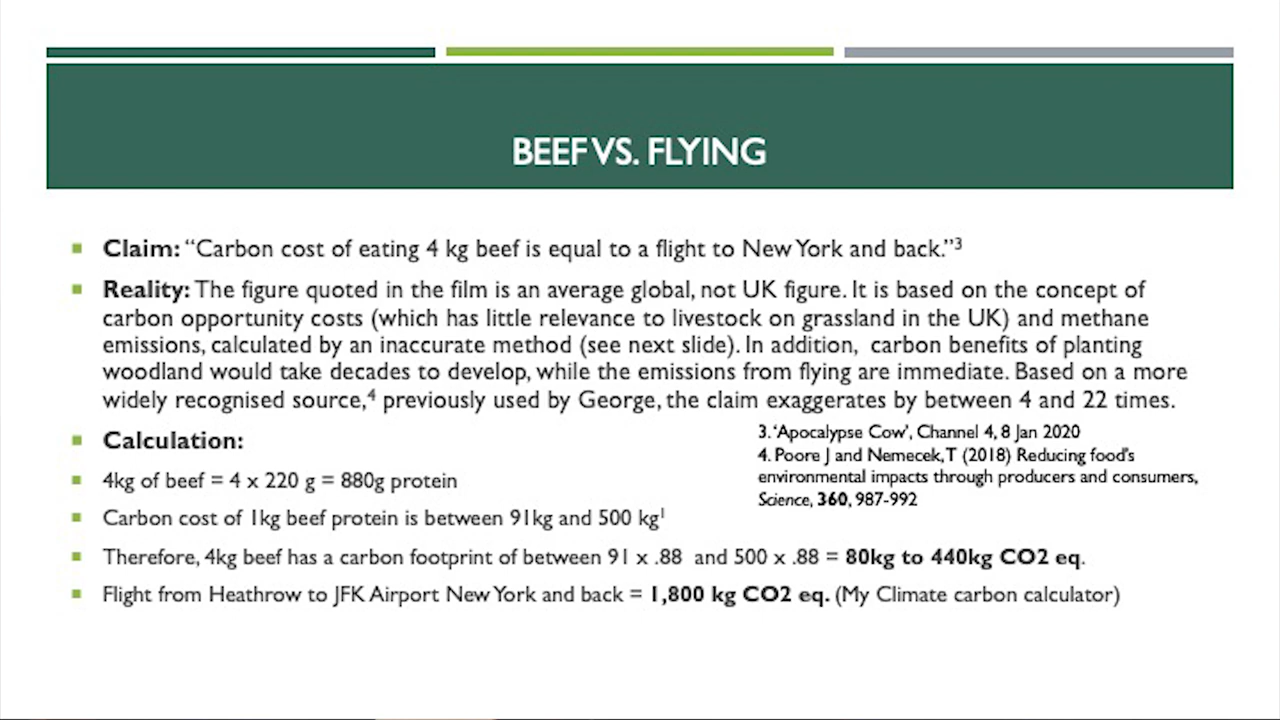 BEEF VS. FLYING
Claim: “Carbon cost of eating 4 kg beef is equal to a flight to New York and back.”3
Reality: The figure quoted in the film is an average global, not UK figure. It is based on the concept of
carbon opportunity costs (which has little relevance to livestock on grassland in the UK) and methane
emissions, calculated by an inaccurate method (see next slide). In addition, carbon benefits of planting
woodland would take decades to develop, while the emissions from flying are immediate. Based on a more
widely recognised source,4 previously used by George, the claim exaggerates by between 4 and 22 times.
Calculation:
4kg of beef = 4 x 220 g = 880g protein
Carbon cost of 1kg beef protein is between 91kg and 500 kg1
Therefore, 4kg beef has a carbon footprint of between 91 x .88 and 500 x .88 = 80kg to 440kg CO2 eq.
Flight from Heathrow to JFK Airport New York and back = 1,800 kg CO2 eq. (My Climate carbon calculator)
3. ‘Apocalypse Cow’, Channel 4, 8 Jan 2020
4. Poore J and Nemecek, T (2018) Reducing food's
environmental impacts through producers and consumers,
Science, 360, 987-992